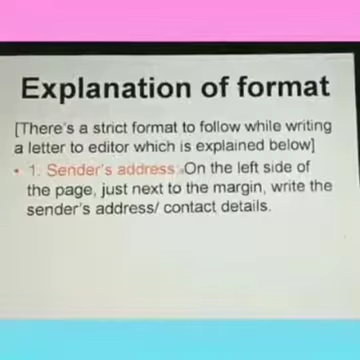 Explanation of format
[There's a strict format to follow while writing
a letter to editor which is explained below]
• 1. Sender's address: On the left side of
the page, just next to the margin, write the
sender's address/ contact details.